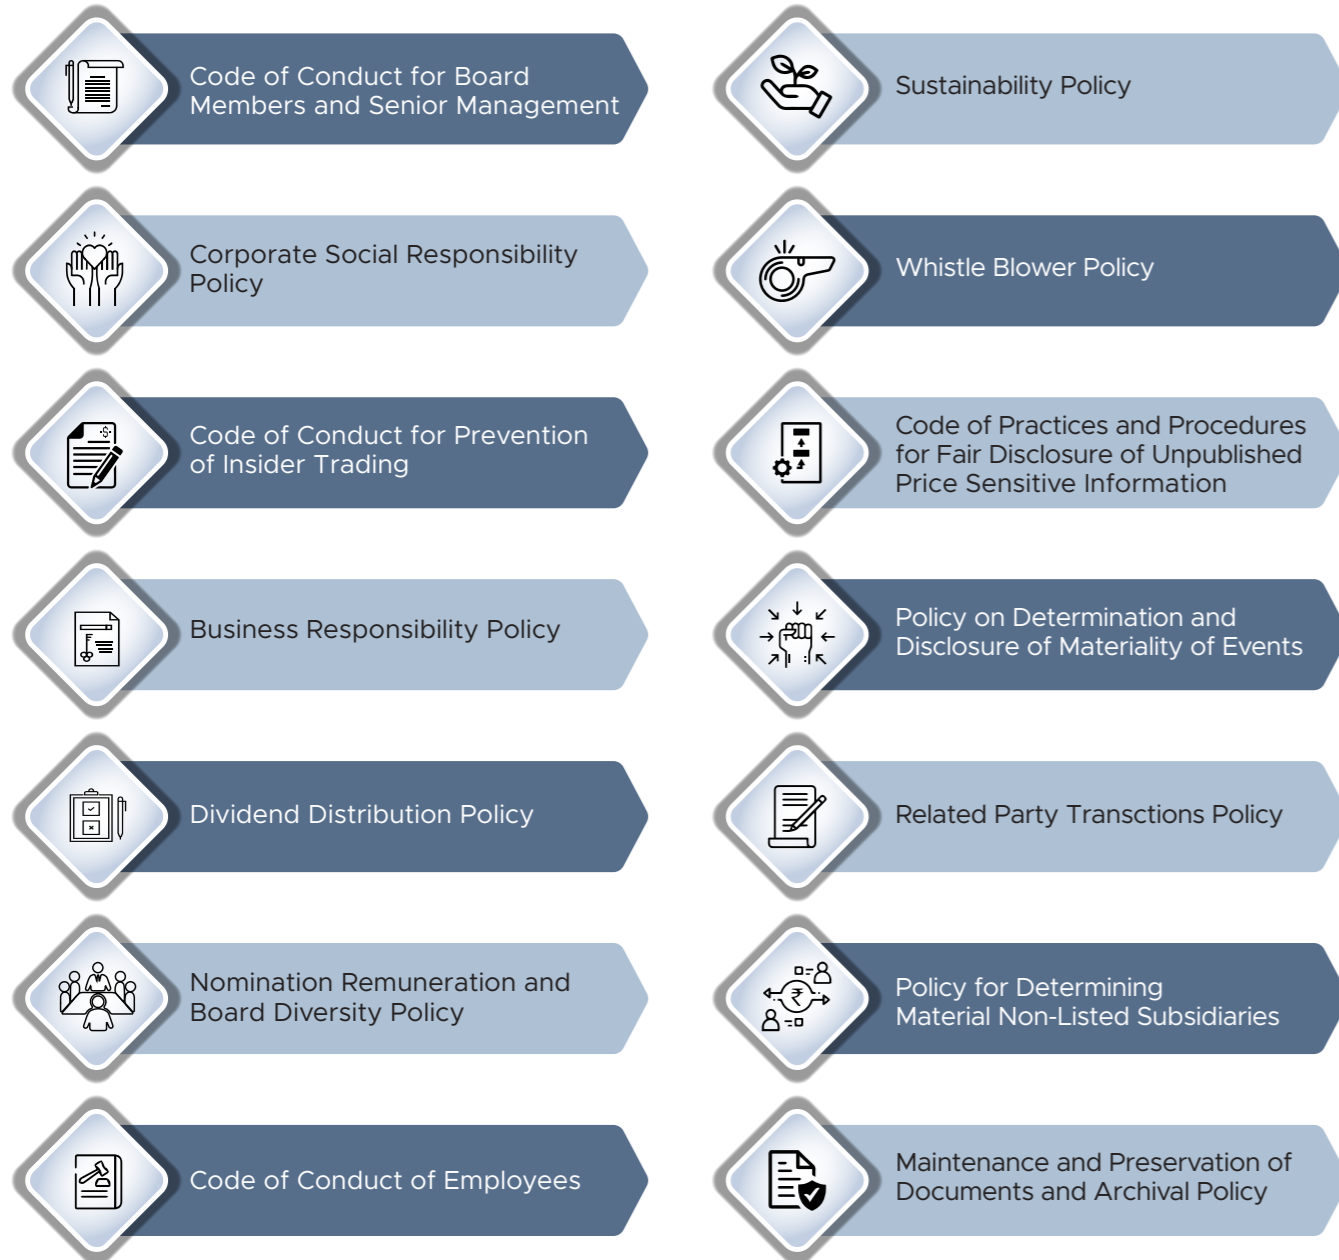 Code of Conduct for Board
Members and Senior Management
Sustainability Policy
Corporate Social Responsibility
Policy
Whistle Blower Policy
Code of Conduct for Prevention
of Insider Trading
Code of Practices and Procedures
for Fair Disclosure of Unpublished
Price Sensitive Information
Business Responsibility Policy
Policy on Determination and
Disclosure of Materiality of Events
Dividend Distribution Policy
Related Party Transctions Policy
Nomination Remuneration and
Board Diversity Policy
Policy for Determining
Material Non-Listed Subsidiaries
Code of Conduct of Employees
Maintenance and Preservation of
Documents and Archival Policy